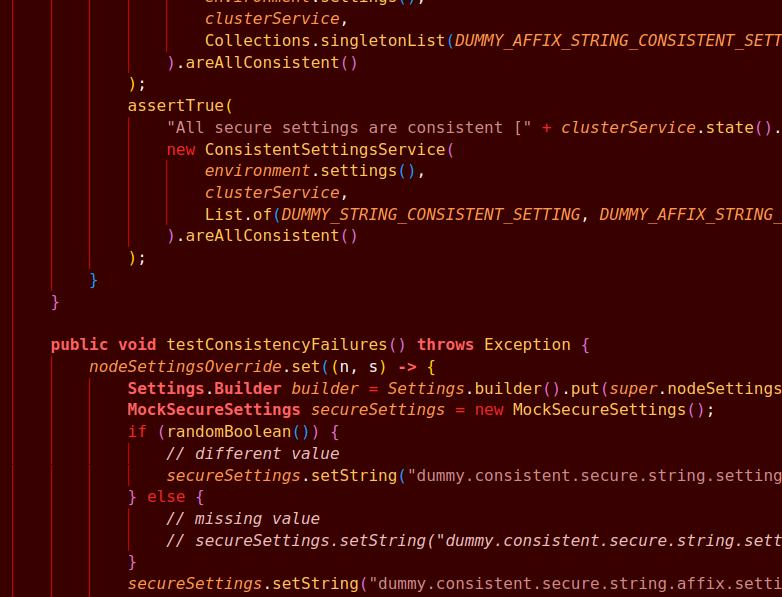 environment.settings(),
clusterService,
Collections.singletonList(DUMMY_AFFIX_STRING_CONSISTENT_SETT
).areAllConsistent()
);
assertTrue(
"All secure settings are consistent [" + clusterService.state().
new ConsistentSettingsService(
environment.settings(),
clusterService,
List.of(DUMMY_STRING_CONSISTENT_SETTING, DUMMY_AFFIX_STRING_
).areAllConsistent()
);
}
}
public void testConsistencyFailures() throws Exception {
nodeSettingsOverride.set((n, s) -> {
Settings.Builder builder = Settings.builder().put(super.nodeSettings
MockSecureSettings secureSettings = new MockSecureSettings();
if (randomBoolean()) {
// different value
secureSettings.setString("dummy.consistent.secure.string.setting
} else {
// missing value
// secureSettings.setString("dummy.consistent.secure.string.sett
}
secureSettings.setString("dummy.consistent.secure.string.affix.setti